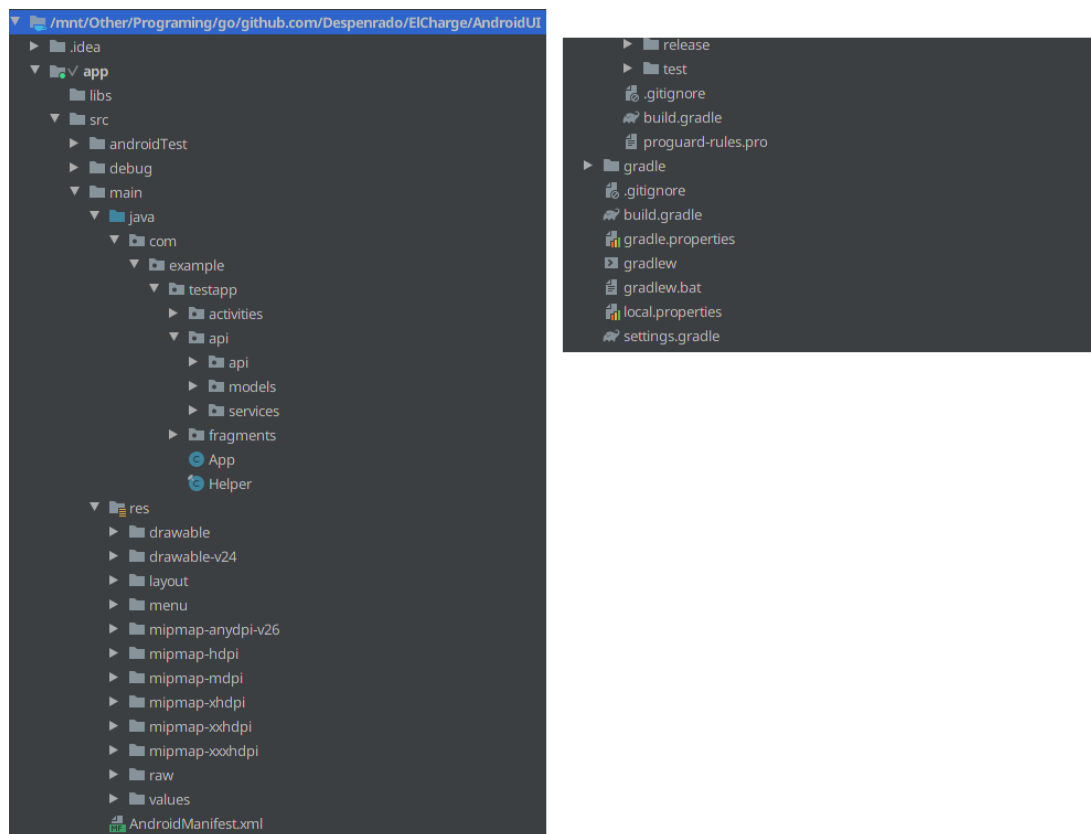 /mnt/Other/Programing/go/github.com/Despenrado/ElCharge/AndroidUI
.idea
app
libs
src
androidTest
debug
main
java
com
example
testapp
activities
api
api
models
services
fragments
App
Helper
res
drawable
drawable-v24
layout
menu
mipmap-anydpi-v26
mipmap-hdpi
mipmap-mdpi
mipmap-xhdpi
mipmap-xxhdpi
mipmap-xxxhdpi
raw
values
AndroidManifest.xml
release
test
.gitignore
build.gradle
proguard-rules.pro
gradle
.gitignore
build.gradle
gradle.properties
gradlew
gradlew.bat
local.properties
settings.gradle